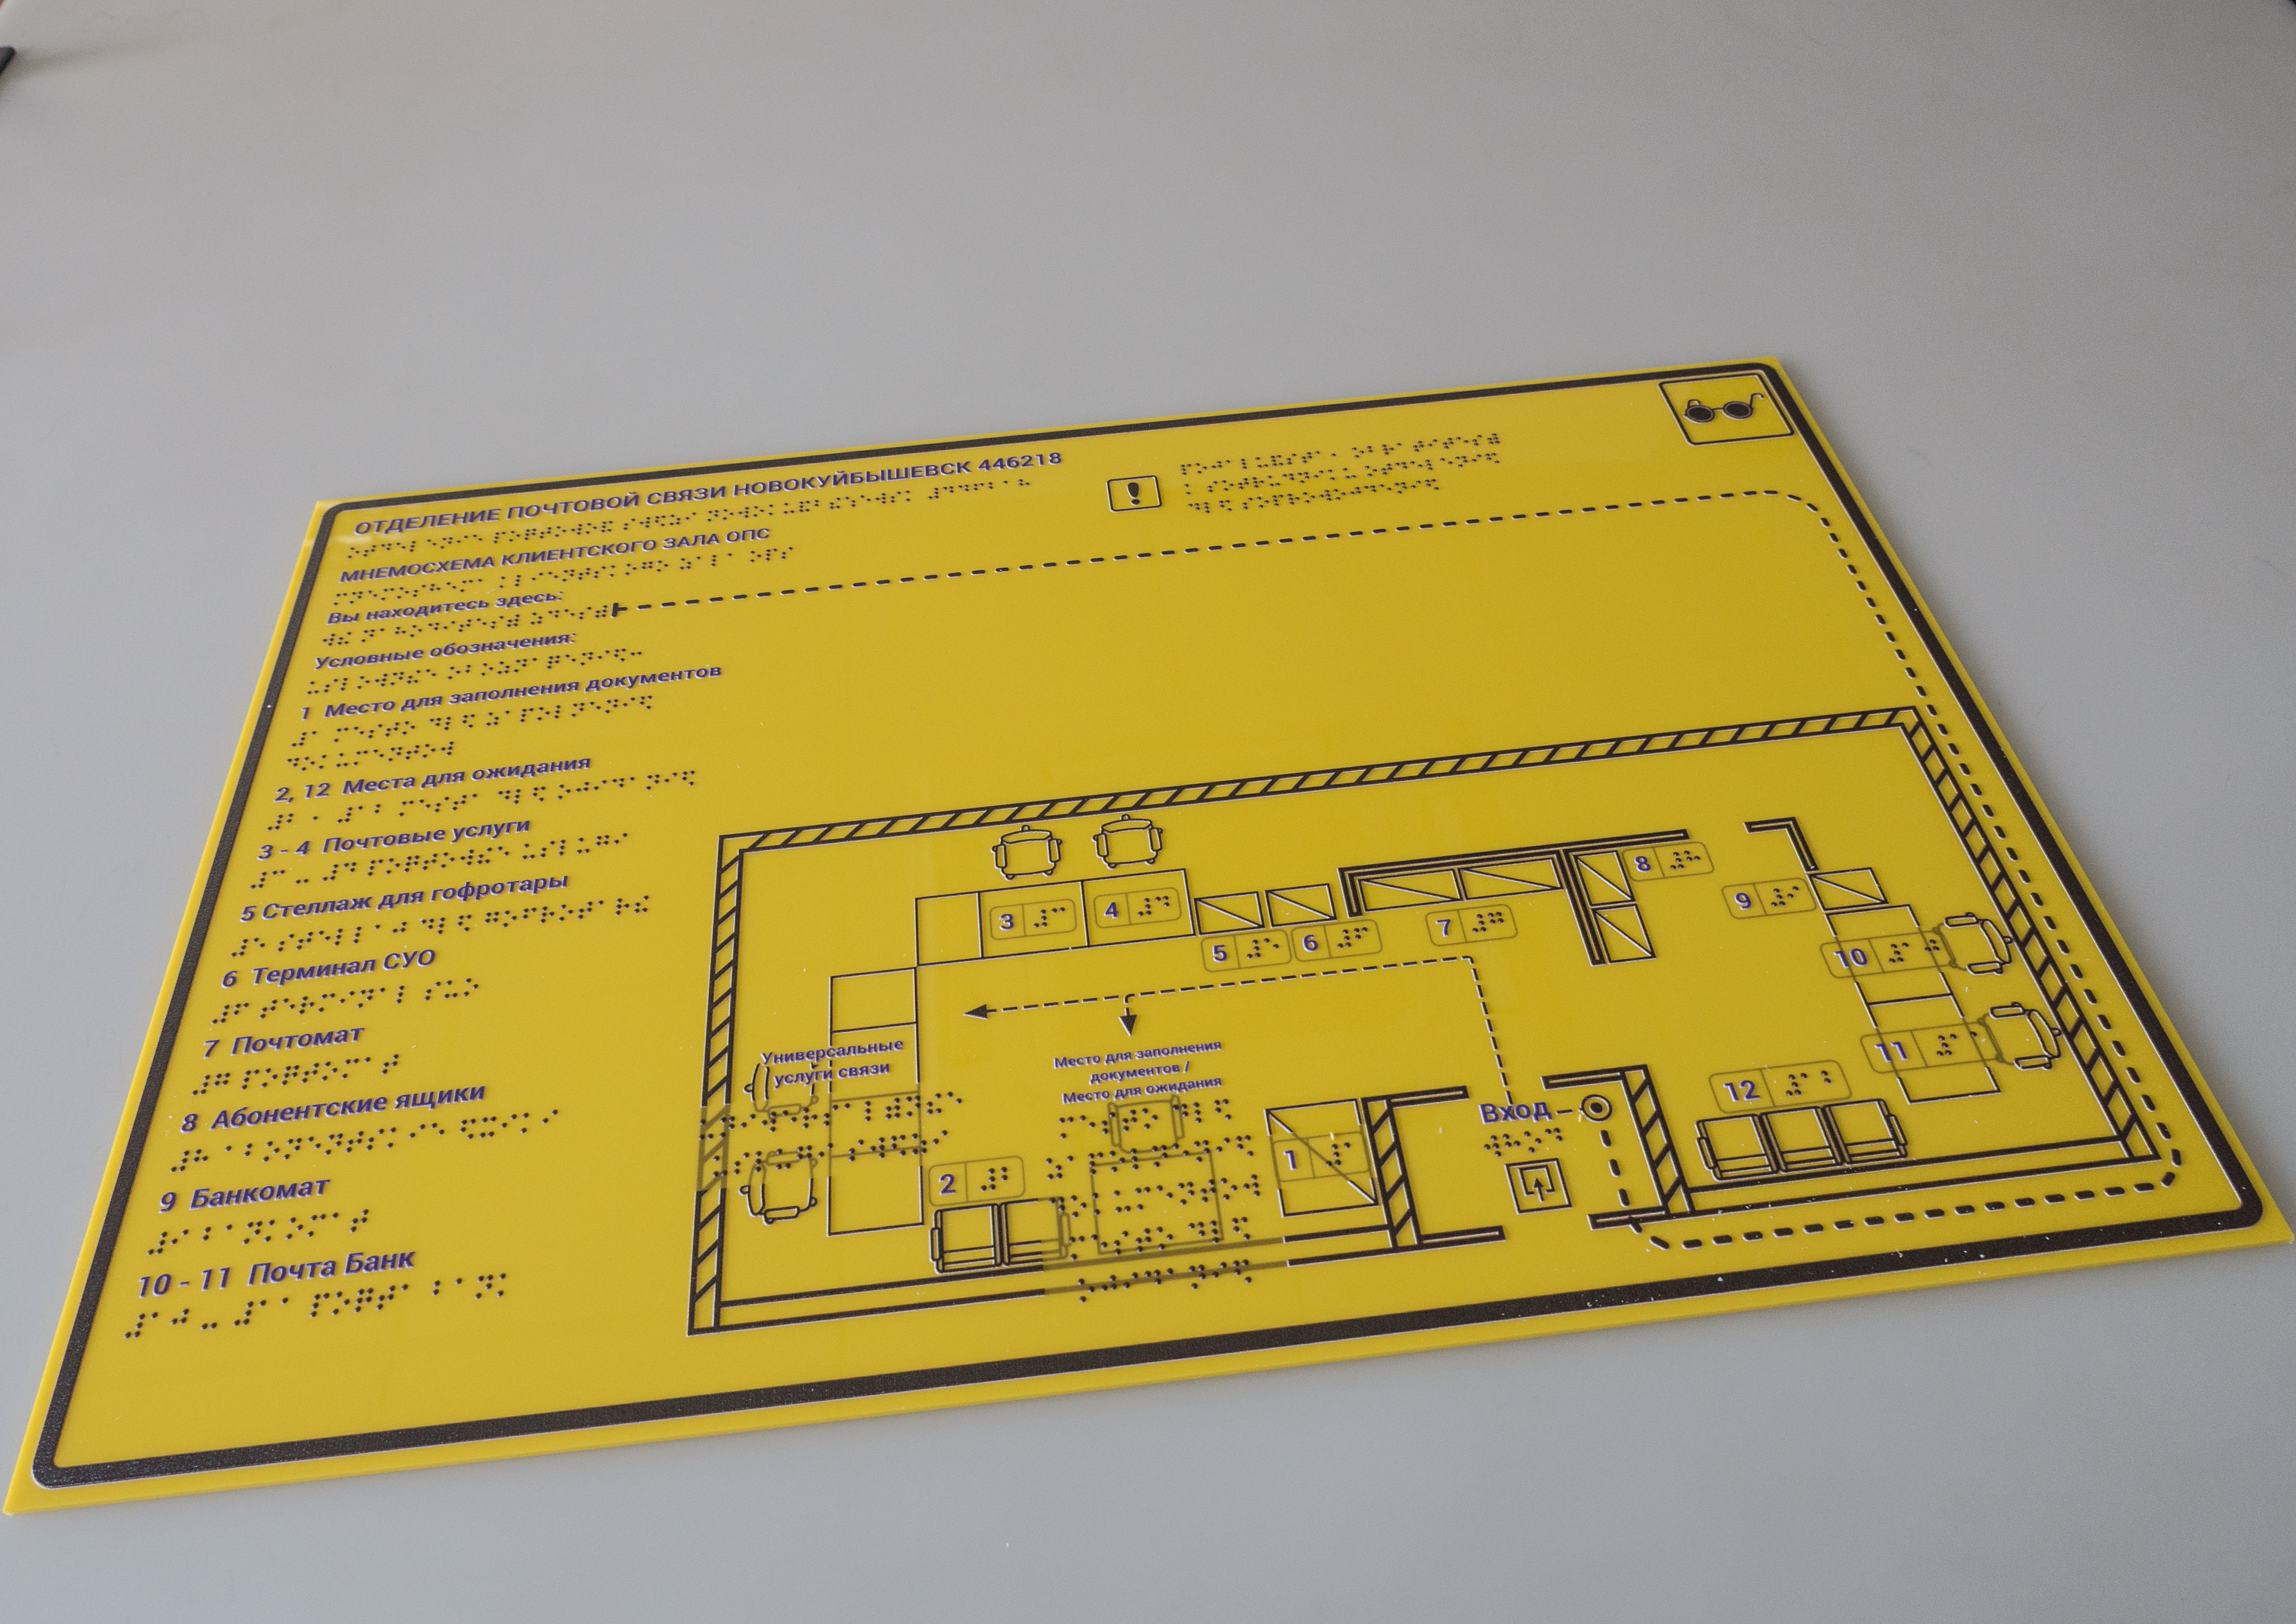 ОТДЕЛЕНИЕ ПОЧТОВОЙ СВЯЗИ НОВОКУЙБЫШЕВСК 446218
МНЕМОСХЕМА КЛИЕНТСКОГО ЗАЛА ОПС
Вы находитесь здесь:
Условные обозначения:
1 Место для заполнения документов
2, 12 Места для ожидания
3 - 4 Почтовые услуги
5 Стеллаж для гофротары
6 Терминал СУО
7 Почтомат
8 Абонентские ящики
9 Банкомат
10 - 11 Почта Банк
!
3
4
5
6
7
8
9
10
11
12
Универсальные
услуги связи
Место для заполнения
документов /
Место для ожидания
Вход
1
2